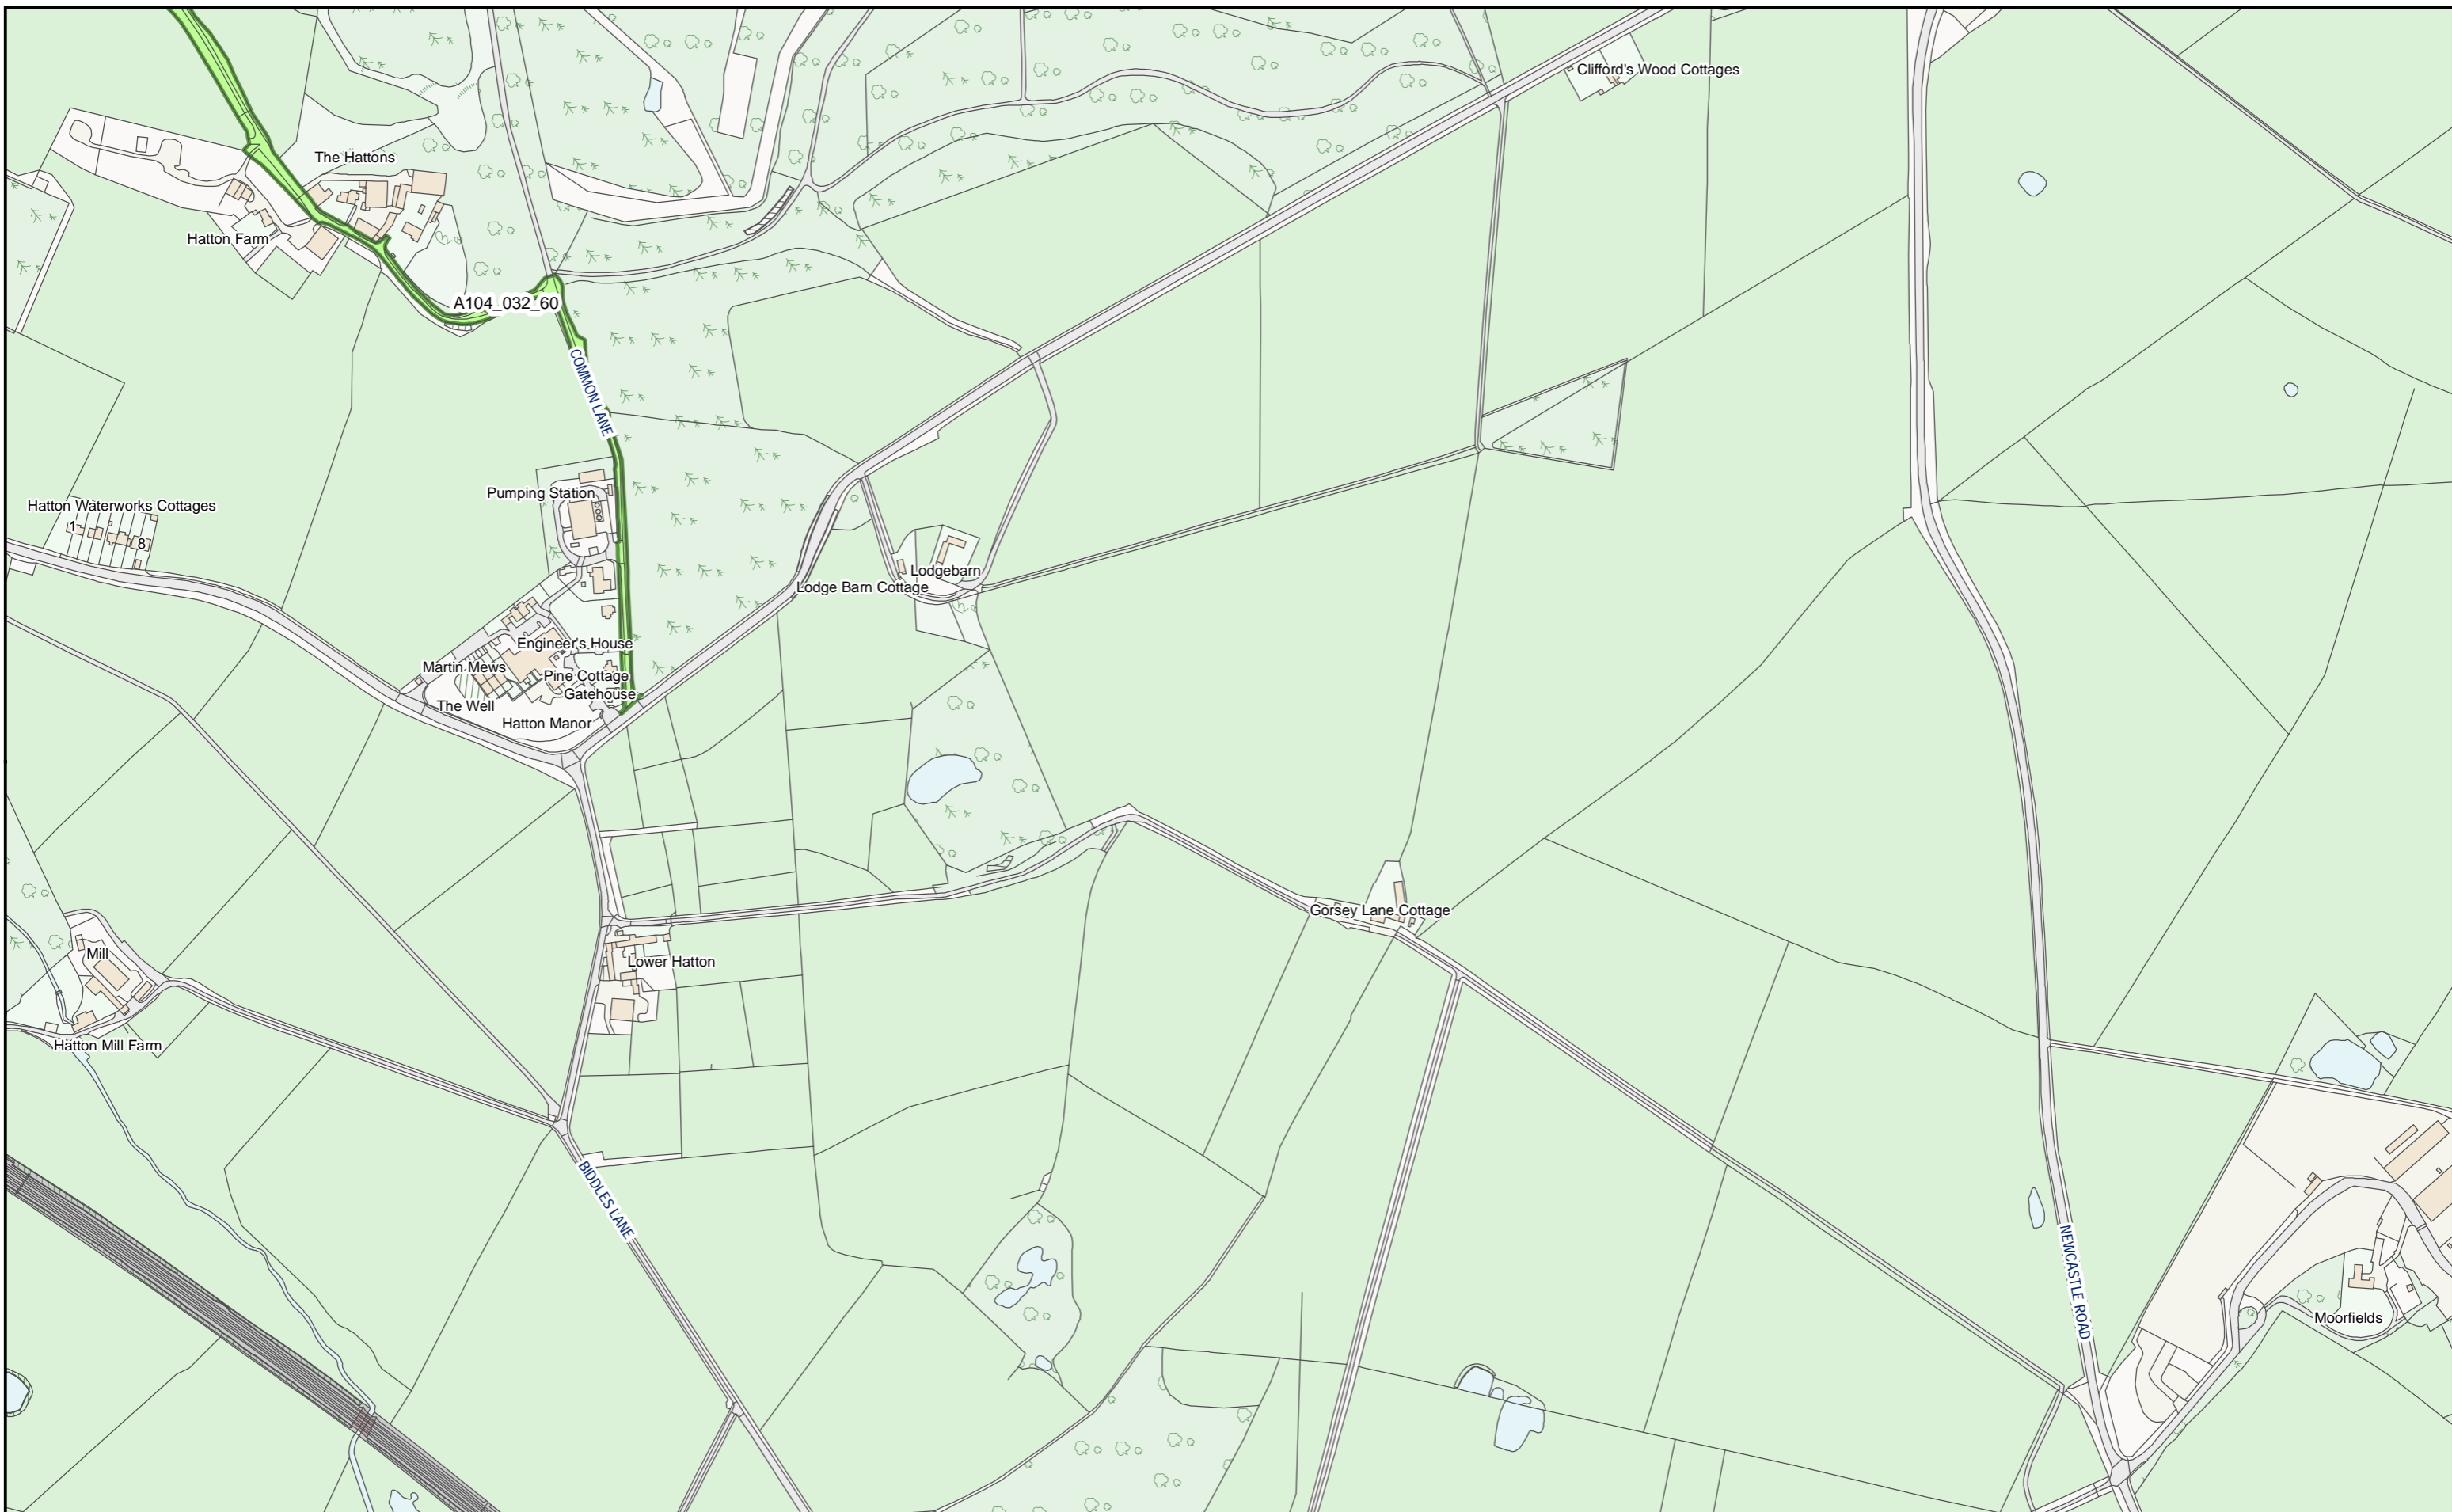 Clifford's Wood Cottages
The Hattons
Hatton Farm
A104_032_60
COMMON LANE
Pumping Station
Hatton Waterworks Cottages
1
8
Lodgebarn
Lodge Barn Cottage
Engineer's House
Martin Mews
Pine Cottage
Gatehouse
The Well
Hatton Manor
Gorsey Lane Cottage
Mill
Lower Hatton
Hatton Mill Farm
BIDDLES LANE
NEWCASTLE ROAD
Moorfields